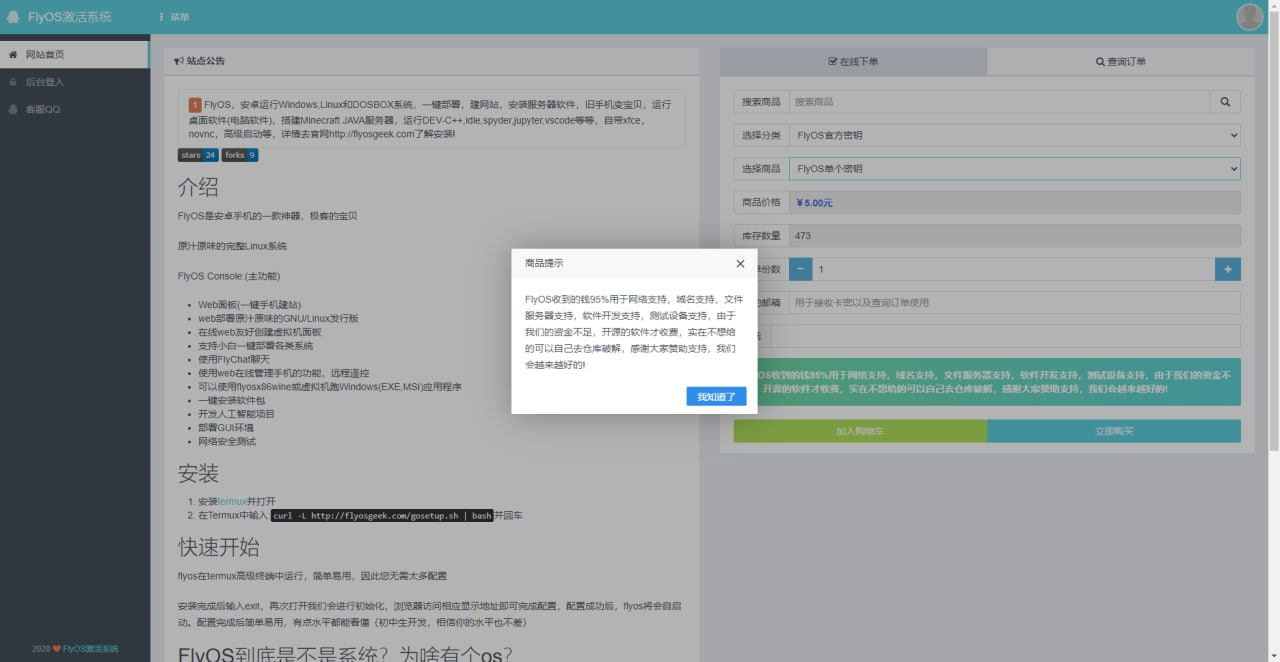 FlyOS激活系统
菜单
网站首页
后台登入
客服QQ
站点公告
1 FlyOS，安卓运行Windows,Linux和DOSBOX系统，一键部署，建网站，安装服务器软件，旧手机变宝贝，运行
桌面软件(电脑软件)，搭建Minecraft JAVA服务器，运行DEV-C++,idle,spyder,jupyter,vscode等等，自带xfce，
novnc，高级启动等，详情去官网http://flyosgeek.com了解安装!
stars 24 forks 9
介绍
FlyOS是安卓手机的一款神器，极客的宝贝
原汁原味的完整Linux系统
FlyOS Console:(主功能)
Web面板(一键手机建站)
web部署原汁原味的GNU/Linux发行版
在线web友好创建虚拟机面板
支持小白一键部署各类系统
使用FlyChat聊天
使用web在线管理手机的功能，远程遥控
可以使用flyosx86wine或虚拟机跑Windows(EXE,MSI)应用程序
一键安装软件包
开发人工智能项目
部署GUI环境
网络安全测试
安装
1. 安装termux并打开
2. 在Termux中输入 curl -L http://flyosgeek.com/gosetup.sh | bash 并回车
快速开始
flyos在termux高级终端中运行，简单易用，因此您无需太多配置
安装完成后输入exit，再次打开我们会进行初始化，浏览器访问相应显示地址即可完成配置，配置成功后，flyos将会自启
动。配置完成后简单易用，有点水平都能看懂（初中生开发，相信你的水平也不差）
FlyOS到底是不是系统？为啥有个os？
2020 FlyOS激活系统
在线下单
查询订单
搜索商品 搜索商品
选择分类 FlyOS官方密钥
选择商品 FlyOS单个密钥
商品价格 ￥5.00元
库存数量 473
份数 − 1 +
邮箱 用于接收卡密以及查询订单使用
OS收到的钱95%用于网络支持，域名支持，文件服务器支持，软件开发支持，测试设备支持，由于我们的资金不
开源的软件才收费，实在不想给的可以自己去仓库破解，感谢大家赞助支持，我们会越来越好的!
加入购物车
立即购买
商品提示
FlyOS收到的钱95%用于网络支持，域名支持，文件
服务器支持，软件开发支持，测试设备支持，由于
我们的资金不足，开源的软件才收费，实在不想给
的可以自己去仓库破解，感谢大家赞助支持，我们
会越来越好的!
我知道了